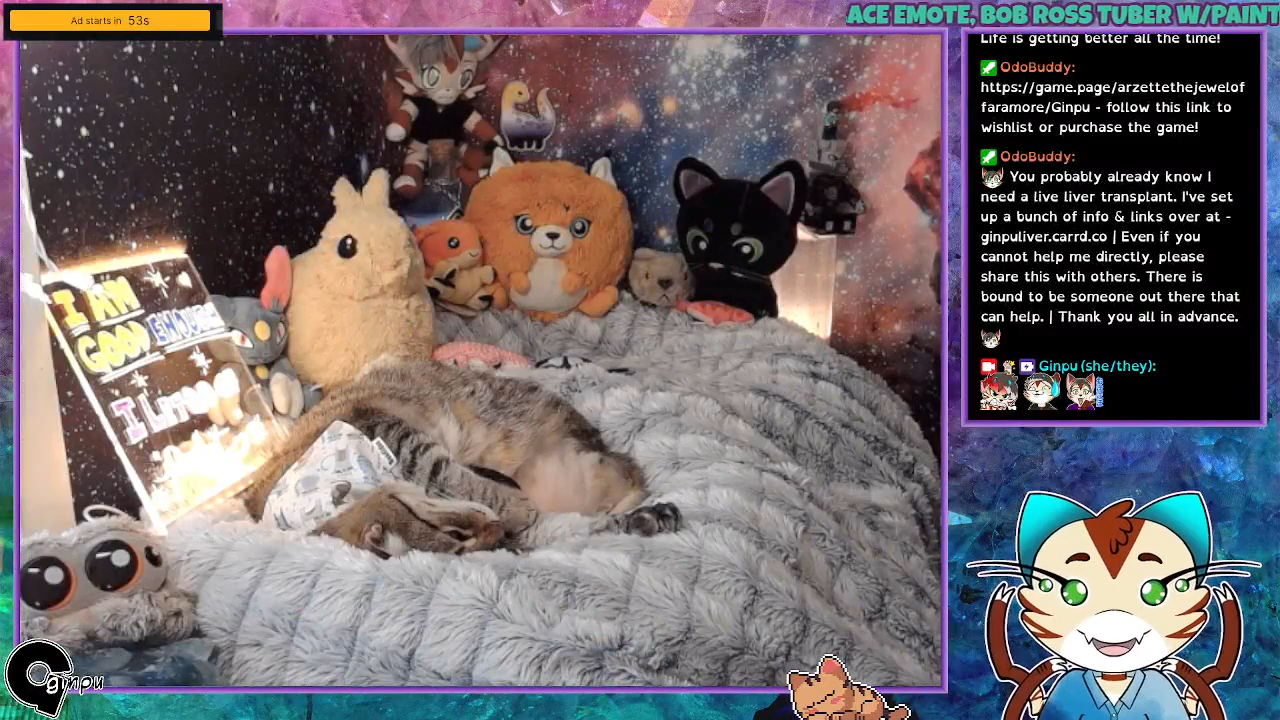 Ad starts in 53s
ACE EMOTE, BOB ROSS TUBER W/PAINT
Life is getting better all the time!
OdoBuddy:
https://game.page/arzettethejewelof
faramore/Ginpu - follow this link to
wishlist or purchase the game!
OdoBuddy:
You probably already know I
need a live liver transplant. I've set
up a bunch of info & links over at -
ginpuliver.carrd.co | Even if you
cannot help me directly, please
share this with others. There is
bound to be someone out there that
can help. | Thank you all in advance.
Ginpu (she/they):
I AM
GOOD ENOUGH
ginpu